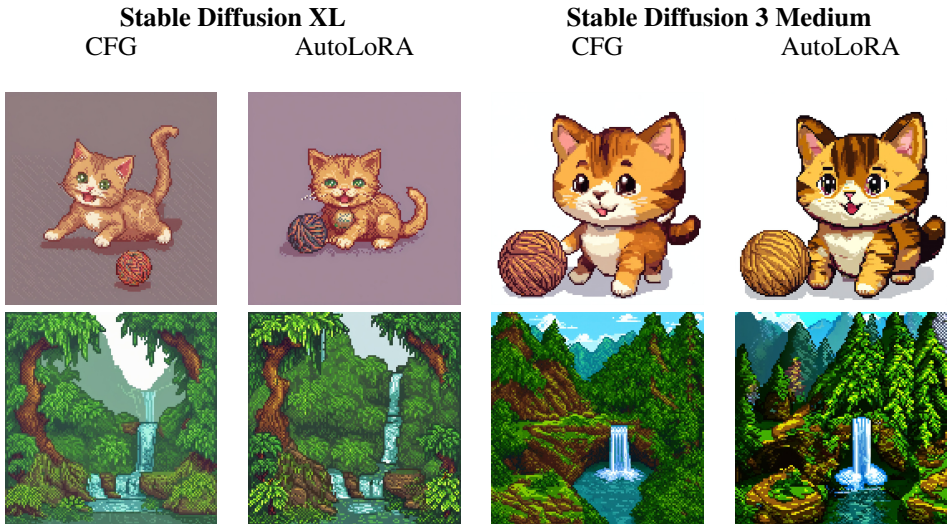 Stable Diffusion XL
Stable Diffusion 3 Medium
CFG
AutoLoRA
CFG
AutoLoRA